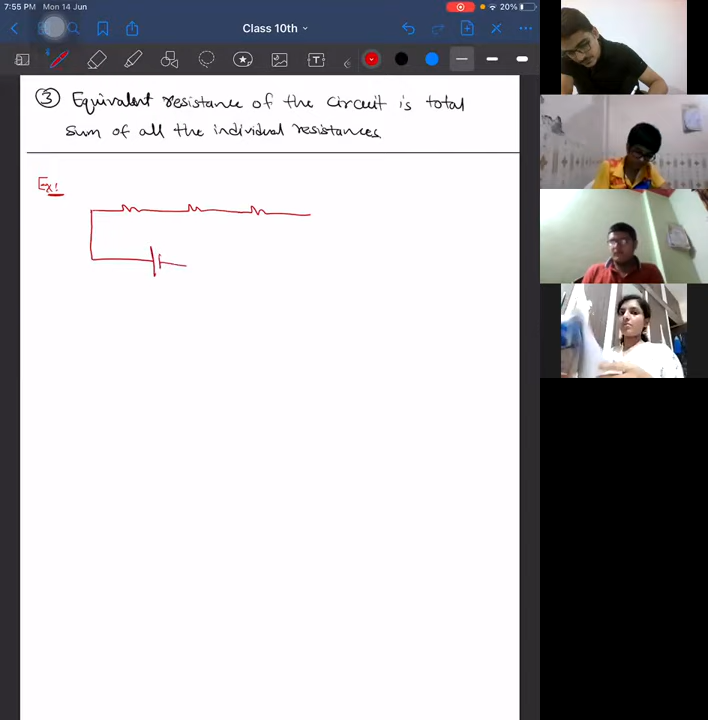 7:55 PM Mon 14 Jun
20%
Class 10th
T
③ Equivalent resistance of the circuit is total
sum of all the individual resistances
Ex: